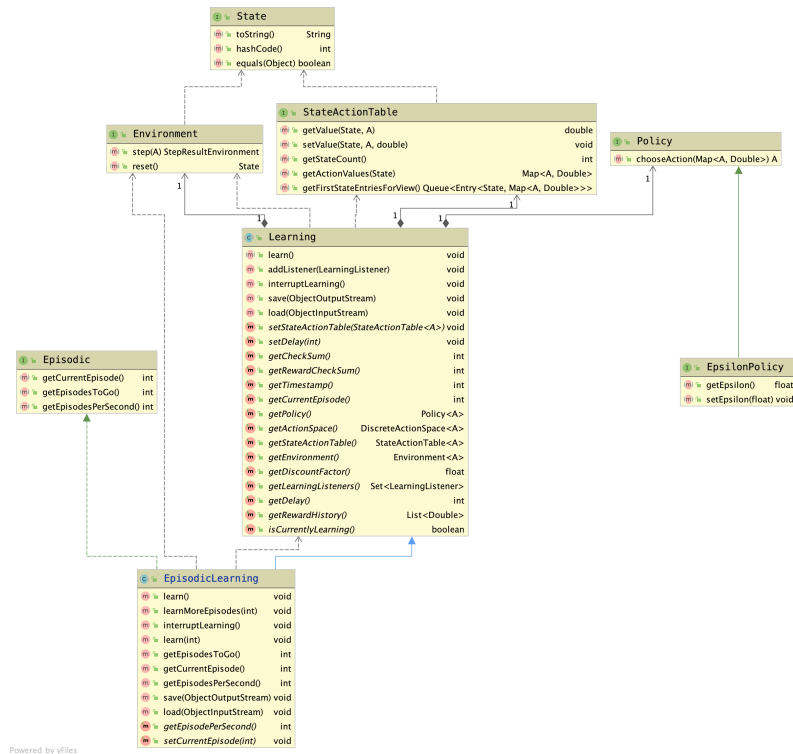 State
toString() String
hashCode() int
equals(Object) boolean
Environment
step(A) StepResultEnvironment
reset() State
StateActionTable
getValue(State, A) double
setValue(State, A, double) void
getStateCount() int
getActionValues(State) Map<A, Double>
getFirstStateEntriesForView() Queue<Entry<State, Map<A, Double>>>
Policy
chooseAction(Map<A, Double>) A
1
1
1
1
1
1
Learning
learn() void
addListener(LearningListener) void
interruptLearning() void
save(ObjectOutputStream) void
load(ObjectInputStream) void
setStateActionTable(StateActionTable<A>) void
setDelay(int) void
getCheckSum() int
getRewardCheckSum() int
getTimestamp() int
getCurrentEpisode() int
getPolicy() Policy<A>
getActionSpace() DiscreteActionSpace<A>
getStateActionTable() StateActionTable<A>
getEnvironment() Environment<A>
getDiscountFactor() float
getLearningListeners() Set<LearningListener>
getDelay() int
getRewardHistory() List<Double>
isCurrentlyLearning() boolean
Episodic
getCurrentEpisode() int
getEpisodesToGo() int
getEpisodesPerSecond() int
EpsilonPolicy
getEpsilon() float
setEpsilon(float) void
EpisodicLearning
learn() void
learnMoreEpisodes(int) void
interruptLearning() void
learn(int) void
getEpisodesToGo() int
getCurrentEpisode() int
getEpisodesPerSecond() int
save(ObjectOutputStream) void
load(ObjectInputStream) void
getEpisodePerSecond() int
setCurrentEpisode(int) void
Powered by yFiles